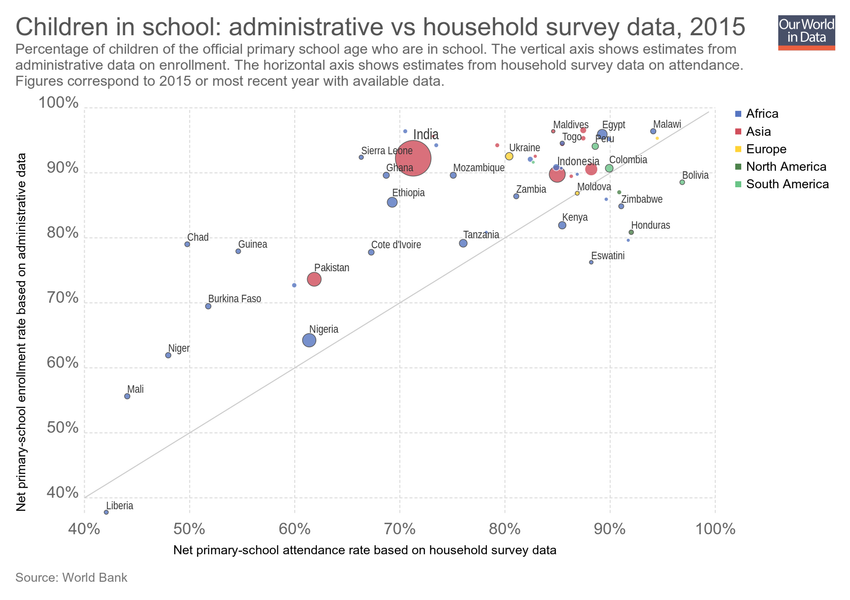 Children in school: administrative vs household survey data, 2015
Our World
in Data
Percentage of children of the official primary school age who are in school. The vertical axis shows estimates from
administrative data on enrollment. The horizontal axis shows estimates from household survey data on attendance.
Figures correspond to 2015 or most recent year with available data.
Net primary-school enrollment rate based on administrative data
100%
90%
80%
70%
60%
50%
40%
Maldives
Egypt
Malawi
India
Togo
Peru
Sierra Leone
Ukraine
Ghana
Mozambique
Indonesia
Colombia
Bolivia
Ethiopia
Zambia
Moldova
Zimbabwe
Kenya
Honduras
Chad
Guinea
Cote d'Ivoire
Tanzania
Eswatini
Pakistan
Burkina Faso
Nigeria
Niger
Mali
Liberia
Africa
Asia
Europe
North America
South America
40%
50%
60%
70%
80%
90%
100%
Net primary-school attendance rate based on household survey data
Source: World Bank